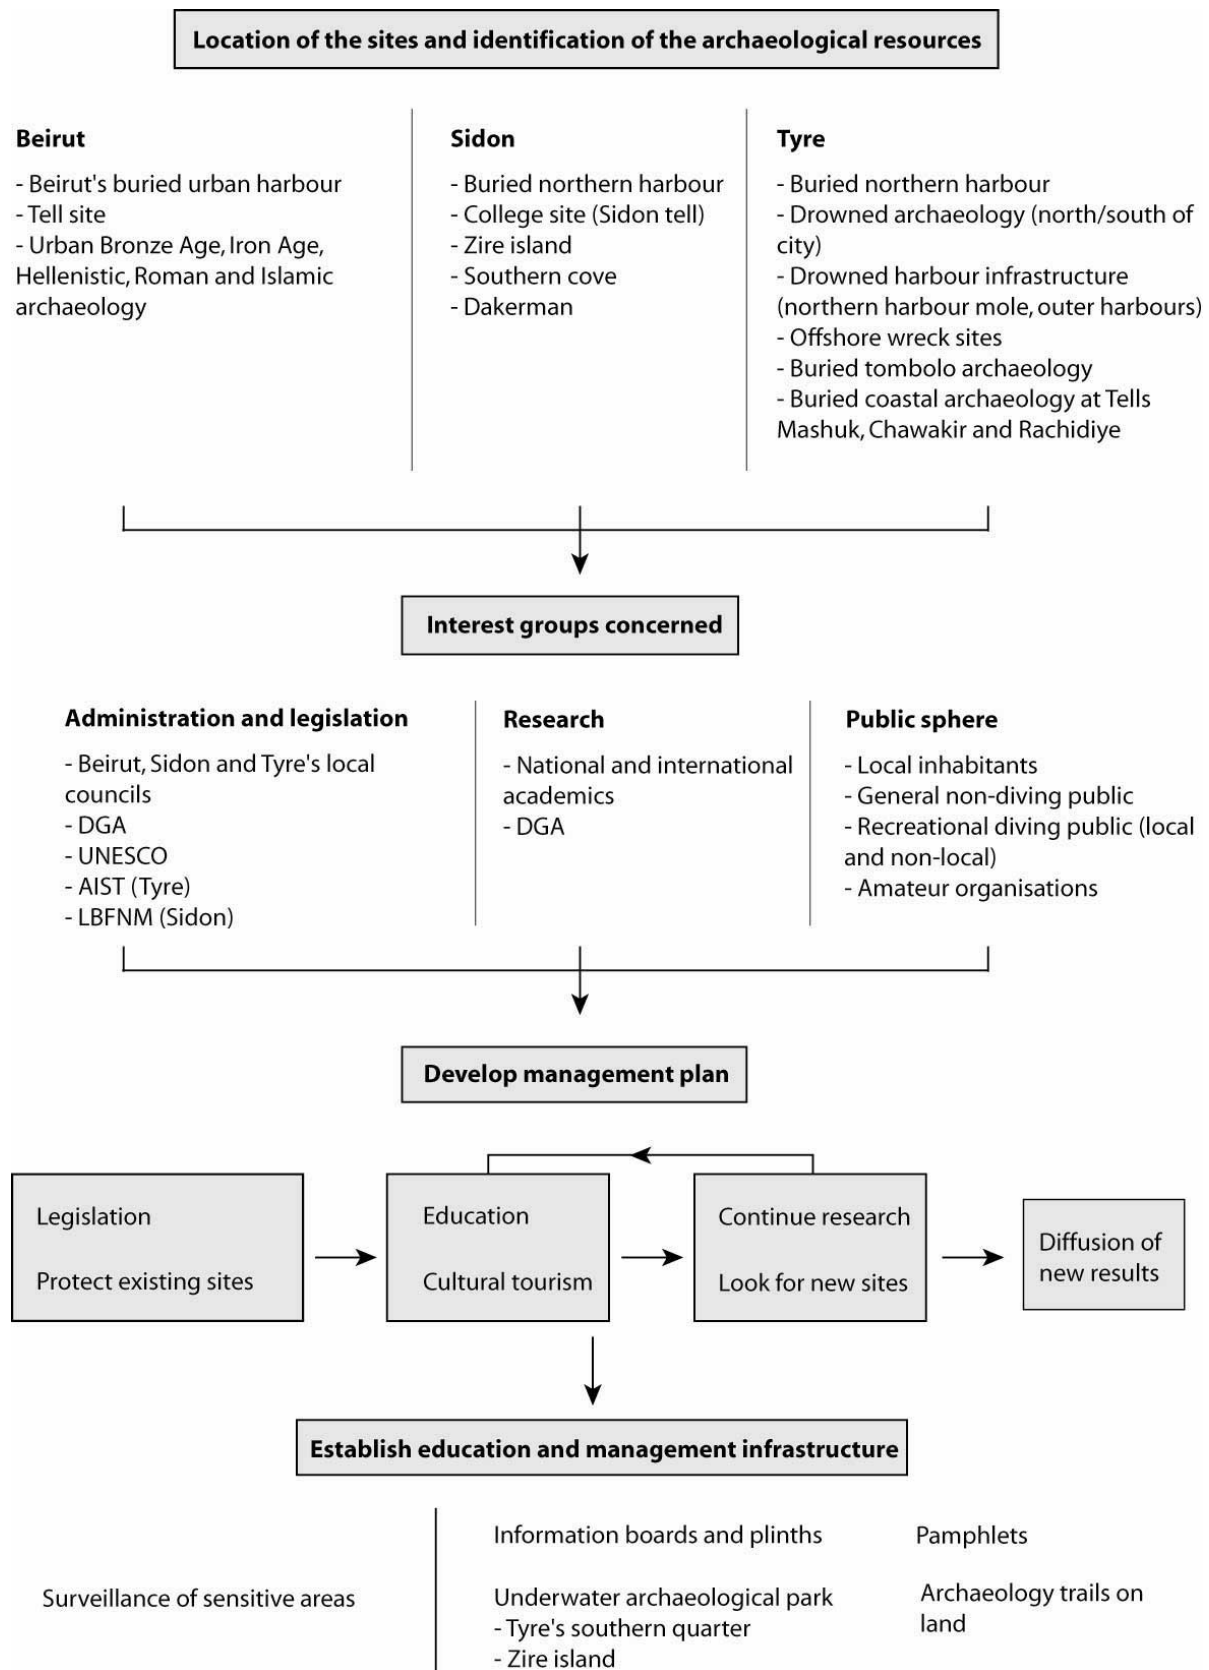 Location of the sites and identification of the archaeological resources
Beirut
- Beirut's buried urban harbour
- Tell site
- Urban Bronze Age, Iron Age,
Hellenistic, Roman and Islamic
archaeology
Sidon
- Buried northern harbour
- College site (Sidon tell)
- Zire island
- Southern cove
- Dakerman
Tyre
- Buried northern harbour
- Drowned archaeology (north/south of
city)
- Drowned harbour infrastructure
(northern harbour mole, outer harbours)
- Offshore wreck sites
- Buried tombolo archaeology
- Buried coastal archaeology at Tells
Mashuk, Chawakir and Rachidiye
Interest groups concerned
Administration and legislation
- Beirut, Sidon and Tyre's local
councils
- DGA
- UNESCO
- AIST (Tyre)
- LBFNM (Sidon)
Research
- National and international
academics
- DGA
Public sphere
- Local inhabitants
- General non-diving public
- Recreational diving public (local
and non-local)
- Amateur organisations
Develop management plan
Legislation
Protect existing sites
Education
Cultural tourism
Continue research
Look for new sites
Diffusion of
new results
Establish education and management infrastructure
Surveillance of sensitive areas
Information boards and plinths
Underwater archaeological park
- Tyre's southern quarter
- Zire island
Pamphlets
Archaeology trails on
land